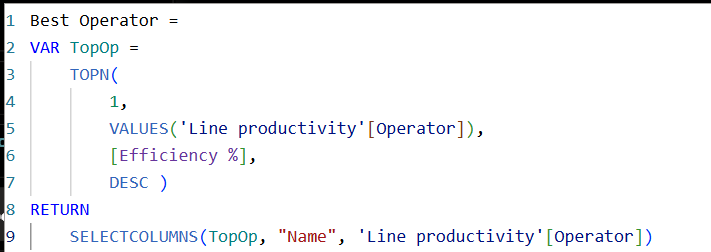 1 Best Operator =
2 VAR TopOp =
3 TOPN(
4 1,
5 VALUES('Line productivity'[Operator]),
6 [Efficiency %],
7 DESC )
8 RETURN
9 SELECTCOLUMNS(TopOp, "Name", 'Line productivity'[Operator])